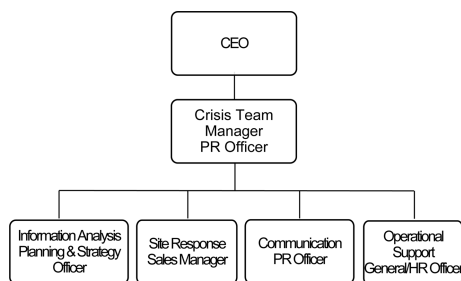 CEO
Crisis Team
Manager
PR Officer
Information Analysis
Planning & Strategy
Officer
Site Response
Sales Manager
Communication
PR Officer
Operational
Support
General/HR Officer